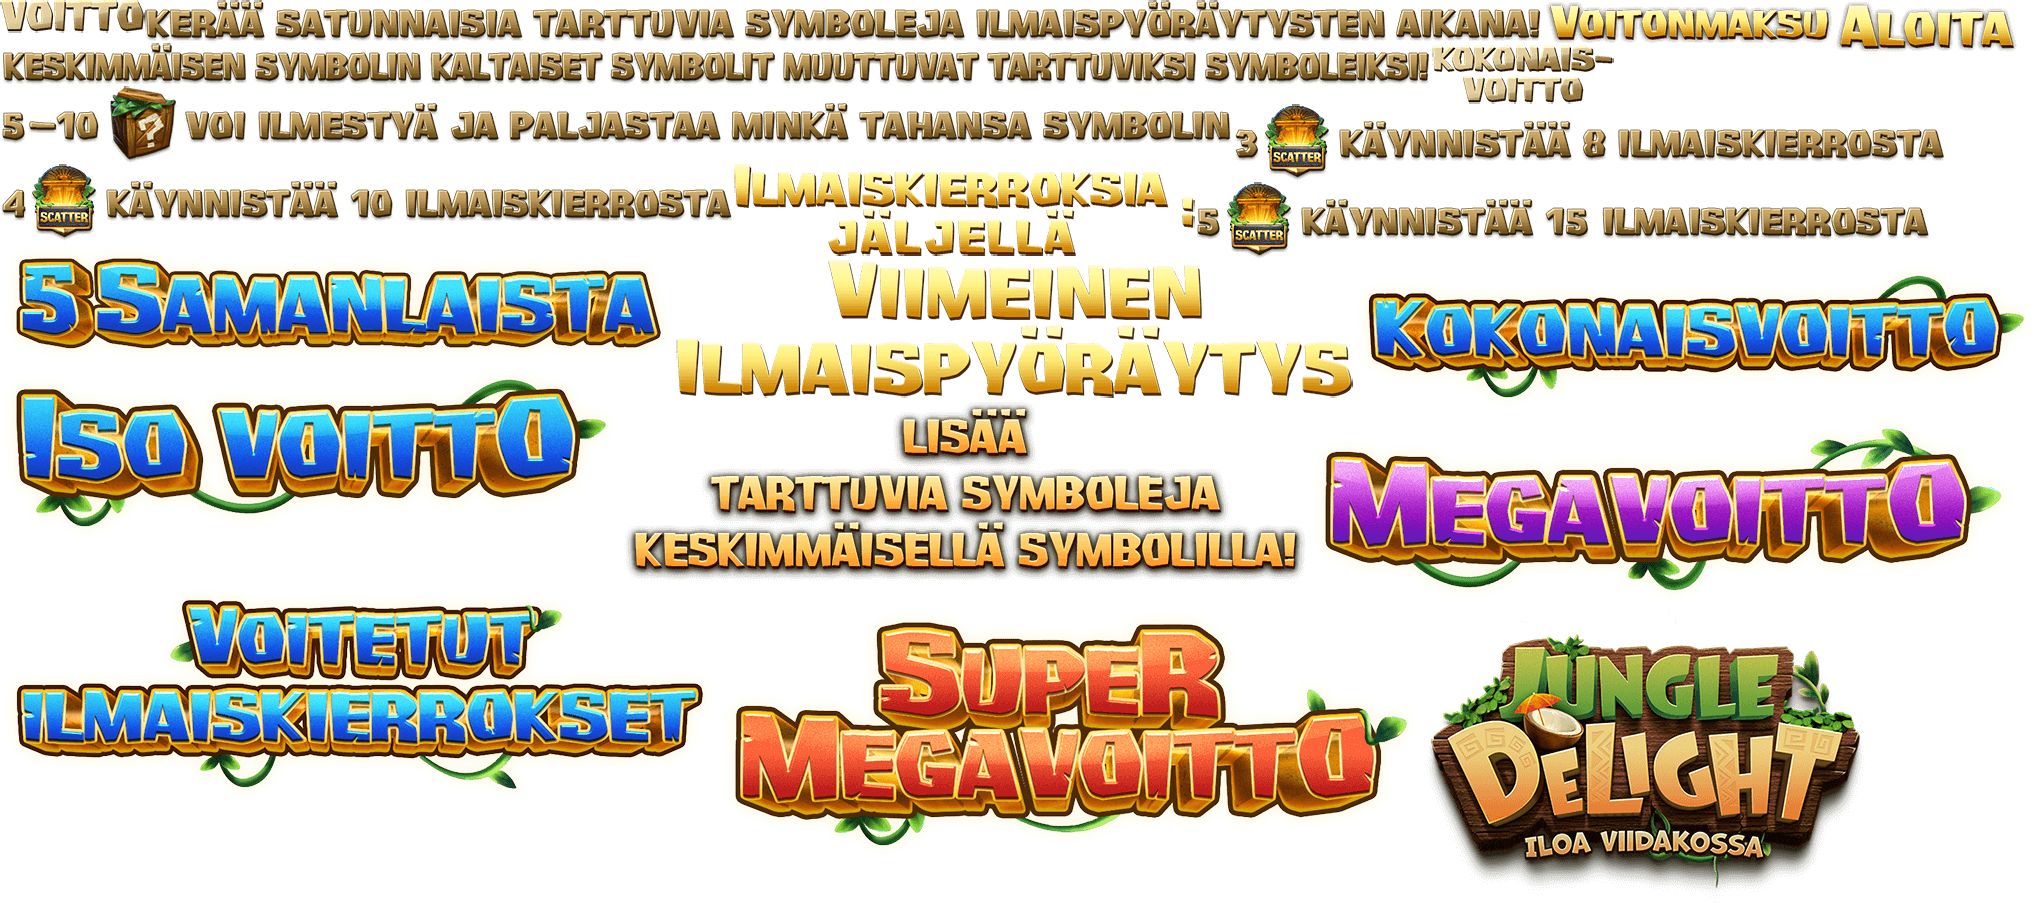 VOITTO
KERÄÄ SATUNNAISIA TARTTUVIA SYMBOLEJA ILMAISPYÖRÄYTYSTEN AIKANA!
VOITONMAKSU
ALOITA
KESKIMMÄISEN SYMBOLIN KALTAISET SYMBOLIT MUUTTUVAT TARTTUVIKSI SYMBOLEIKSI!
KOKONAIS-
VOITTO
5-10 ? VOI ILMESTYÄ JA PALJASTAA MINKÄ TAHANSA SYMBOLIN
3 SCATTER KÄYNNISTÄÄ 8 ILMAISKIERROSTA
4 SCATTER KÄYNNISTÄÄ 10 ILMAISKIERROSTA
ILMAISKIERROKSIA
JÄLJELLÄ
:
5 SCATTER KÄYNNISTÄÄ 15 ILMAISKIERROSTA
5 SAMANLAISTA
VIIMEINEN
ILMAISPYÖRÄYTYS
KOKONAISVOITTO
ISO VOITTO
LISÄÄ
TARTTUVIA SYMBOLEJA
KESKIMMÄISELLÄ SYMBOLILLA!
MEGAVOITTO
VOITETUT
ILMAISKIERROKSET
SUPER
MEGAVOITTO
JUNGLE
DELIGHT
ILOA VIIDAKOSSA